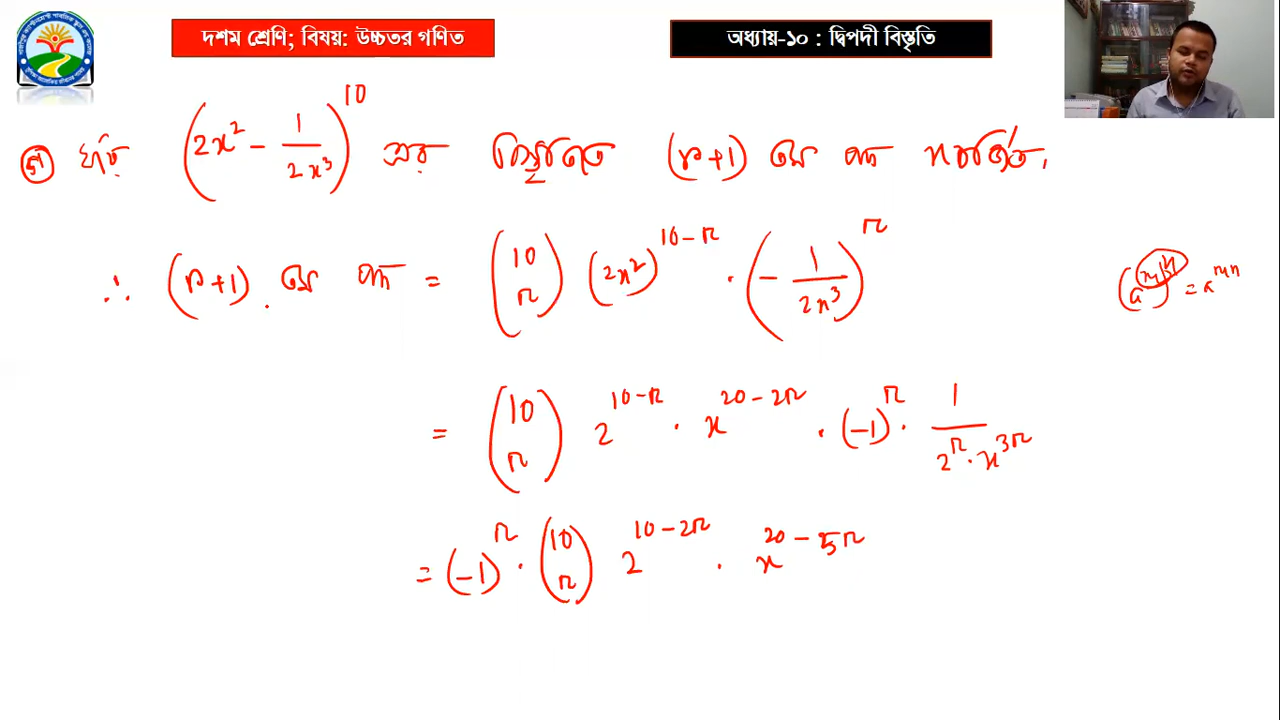 দশম শ্রেণি; বিষয়: উচ্চতর গণিত
অধ্যায়-১০ : দ্বিপদী বিস্তৃতি
গ ধরি (2x² - 1/2x³)^10 এর বিস্তৃতিতে (r+1) তম পদ x বর্জিত।
∴ (r+1) তম পদ = (10 r) (2x²)^10-r · (- 1/2x³)^r
(a^m)^n = a^mn
= (10 r) 2^10-r · x^20-2r · (-1)^r · 1/2^r · x^3r
= (-1)^r · (10 r) 2^10-2r · x^20-5r